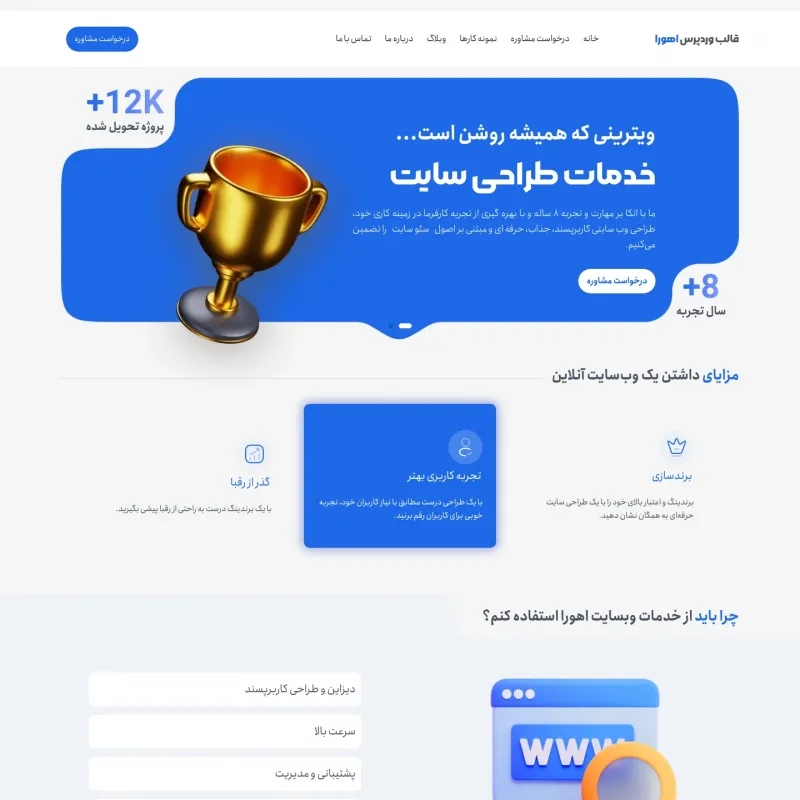 قالب وردپرس اهورا
خانه
درخواست مشاوره
نمونه کارها
وبلاگ
درباره ما
تماس با ما
درخواست مشاوره
+12K
پروژه تحویل شده
ویترینی که همیشه روشن است...
خدمات طراحی سایت
ما با اتکا بر مهارت و تجربه ۸ ساله و با بهره گیری از تجربه کارفرما در زمینه کاری خود،
طراحی وب سایتی کاربرپسند، جذاب، حرفه ای و مبتنی بر اصول سئو سایت را تضمین
می‌کنیم.
درخواست مشاوره
+8
سال تجربه
مزایای داشتن یک وب‌سایت آنلاین
برندسازی
برندینگ و اعتبار بالای خود را با یک طراحی سایت
حرفه‌ای به همگان نشان دهید.
تجربه کاربری بهتر
با یک طراحی درست مطابق با نیاز کاربران خود، تجربه
خوبی برای کاربران رقم بزنید.
گذر از رقبا
با یک برندینگ درست به راحتی از رقبا پیشی بگیرید.
چرا باید از خدمات وبسایت اهورا استفاده کنم؟
دیزاین و طراحی کاربرپسند
سرعت بالا
پشتیبانی و مدیریت
WWW